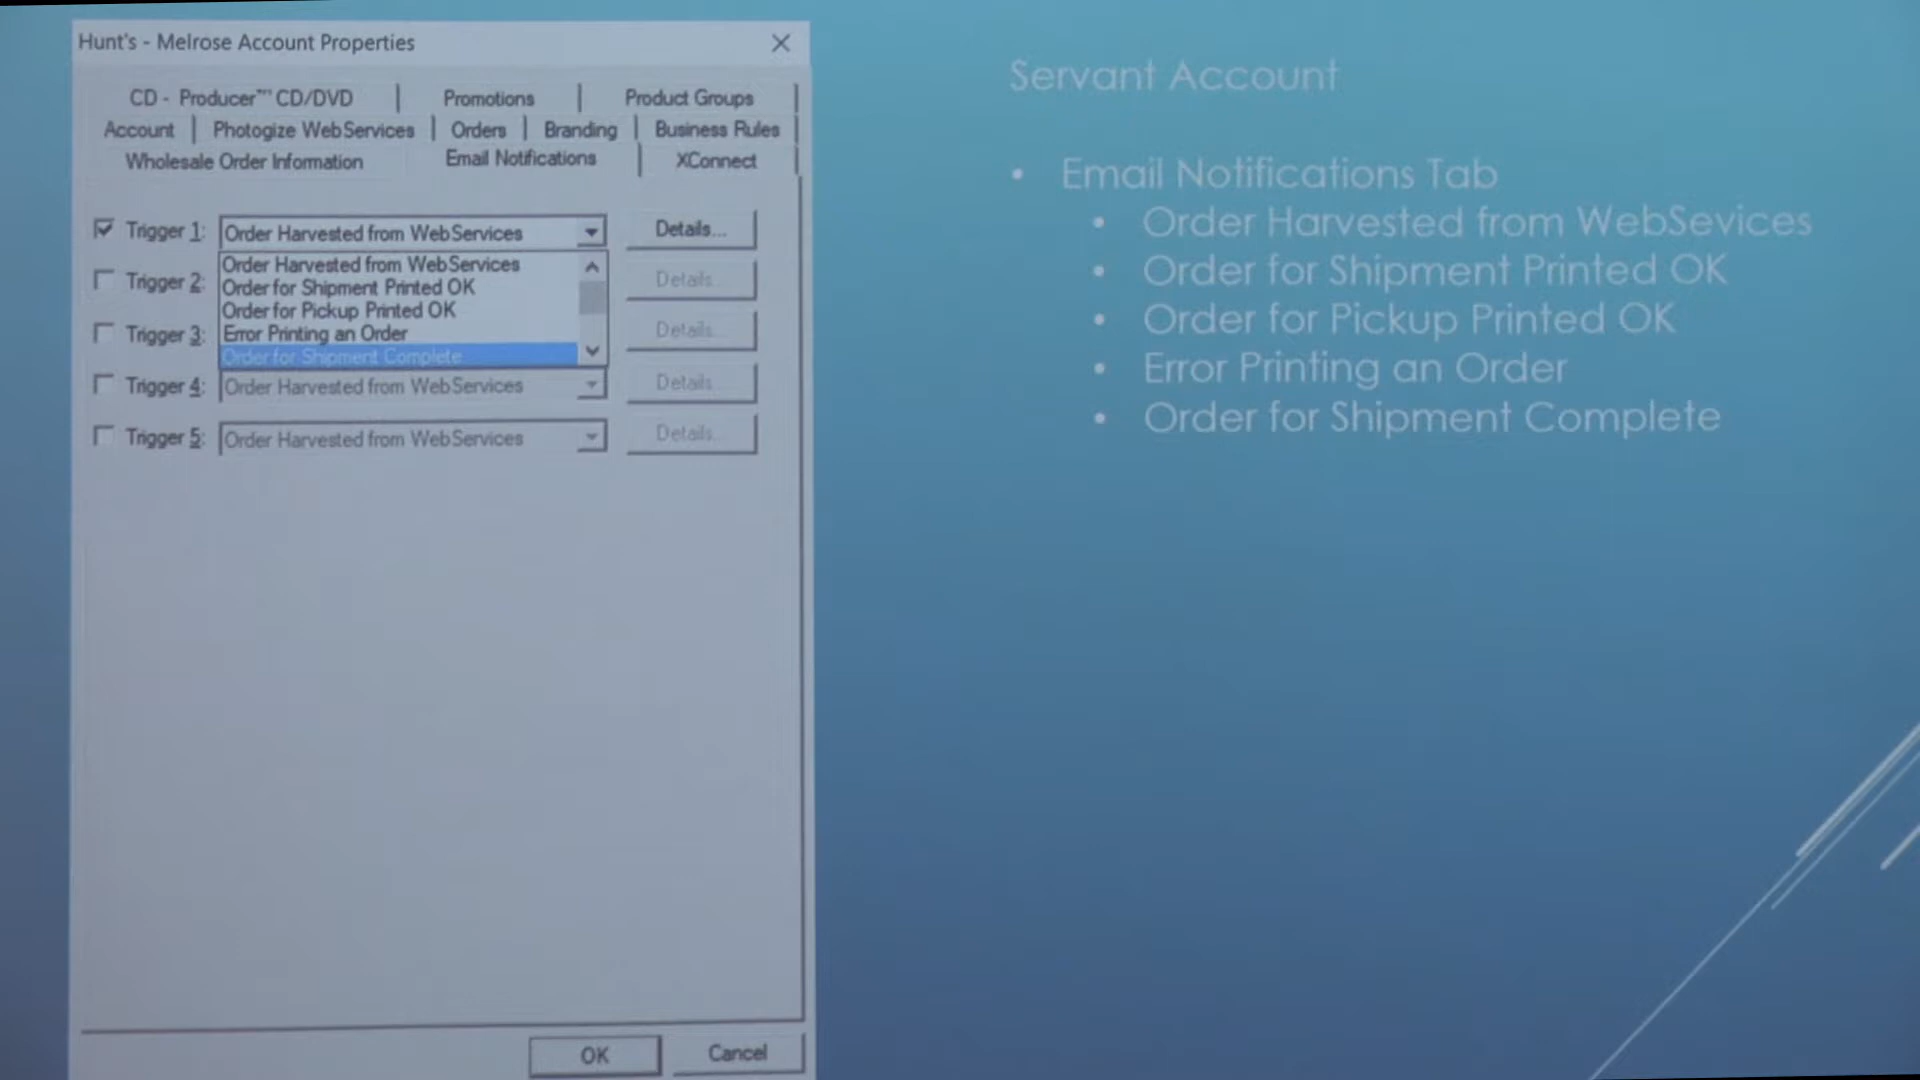 Hunt's - Melrose Account Properties
CD - Producer™ CD/DVD
Promotions
Product Groups
Account
Photogize WebServices
Orders
Branding
Business Rules
Wholesale Order Information
Email Notifications
XConnect
Trigger 1:
Order Harvested from WebServices
Details...
Order Harvested from WebServices
Order for Shipment Printed OK
Order for Pickup Printed OK
Error Printing an Order
Order for Shipment Complete
Trigger 2:
Details...
Trigger 3:
Details...
Trigger 4:
Order Harvested from WebServices
Details...
Trigger 5:
Order Harvested from WebServices
Details...
OK
Cancel
Servant Account
• Email Notifications Tab
• Order Harvested from WebSevices
• Order for Shipment Printed OK
• Order for Pickup Printed OK
• Error Printing an Order
• Order for Shipment Complete